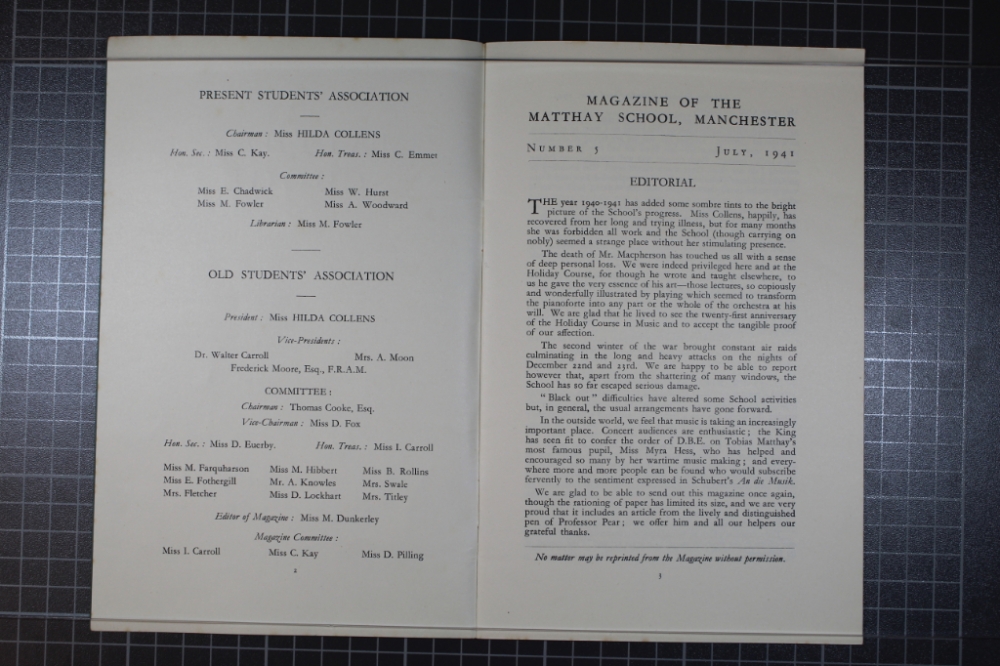 PRESENT STUDENTS' ASSOCIATION
Chairman : Miss HILDA COLLENS
Hon. Sec. : Miss C. Kay. Hon. Treas. : Miss C. Emmet
Committee :
Miss E. Chadwick Miss W. Hurst
Miss M. Fowler Miss A. Woodward
Librarian : Miss M. Fowler
OLD STUDENTS' ASSOCIATION
President : Miss HILDA COLLENS
Vice-Presidents :
Dr. Walter Carroll Mrs. A. Moon
Frederick Moore, Esq., F.R.A.M.
COMMITTEE :
Chairman : Thomas Cooke, Esq.
Vice-Chairman : Miss D. Fox
Hon. Sec. : Miss D. Euerby. Hon. Treas. : Miss I. Carroll
Miss M. Farquharson Miss M. Hibbert Miss B. Rollins
Miss E. Fothergill Mr. A. Knowles Mrs. Swale
Mrs. Fletcher Miss D. Lockhart Mrs. Titley
Editor of Magazine : Miss M. Dunkerley
Magazine Committee :
Miss I. Carroll Miss C. Kay Miss D. Pilling
2
MAGAZINE OF THE
MATTHAY SCHOOL, MANCHESTER
NUMBER 5 JULY, 1941
EDITORIAL
THE year 1940-1941 has added some sombre tints to the bright
picture of the School's progress. Miss Collens, happily, has
recovered from her long and trying illness, but for many months
she was forbidden all work and the School (though carrying on
nobly) seemed a strange place without her stimulating presence.
The death of Mr. Macpherson has touched us all with a sense
of deep personal loss. We were indeed privileged here and at the
Holiday Course, for though he wrote and taught elsewhere, to
us he gave the very essence of his art—those lectures, so copiously
and wonderfully illustrated by playing which seemed to transform
the pianoforte into any part or the whole of the orchestra at his
will. We are glad that he lived to see the twenty-first anniversary
of the Holiday Course in Music and to accept the tangible proof
of our affection.
The second winter of the war brought constant air raids
culminating in the long and heavy attacks on the nights of
December 22nd and 23rd. We are happy to be able to report
however that, apart from the shattering of many windows, the
School has so far escaped serious damage.
" Black out " difficulties have altered some School activities
but, in general, the usual arrangements have gone forward.
In the outside world, we feel that music is taking an increasingly
important place. Concert audiences are enthusiastic ; the King
has seen fit to confer the order of D.B.E. on Tobias Matthay's
most famous pupil, Miss Myra Hess, who has helped and
encouraged so many by her wartime music making ; and every-
where more and more people can be found who would subscribe
fervently to the sentiment expressed in Schubert's An die Musik.
We are glad to be able to send out this magazine once again,
though the rationing of paper has limited its size, and we are very
proud that it includes an article from the lively and distinguished
pen of Professor Pear ; we offer him and all our helpers our
grateful thanks.
No matter may be reprinted from the Magazine without permission.
3